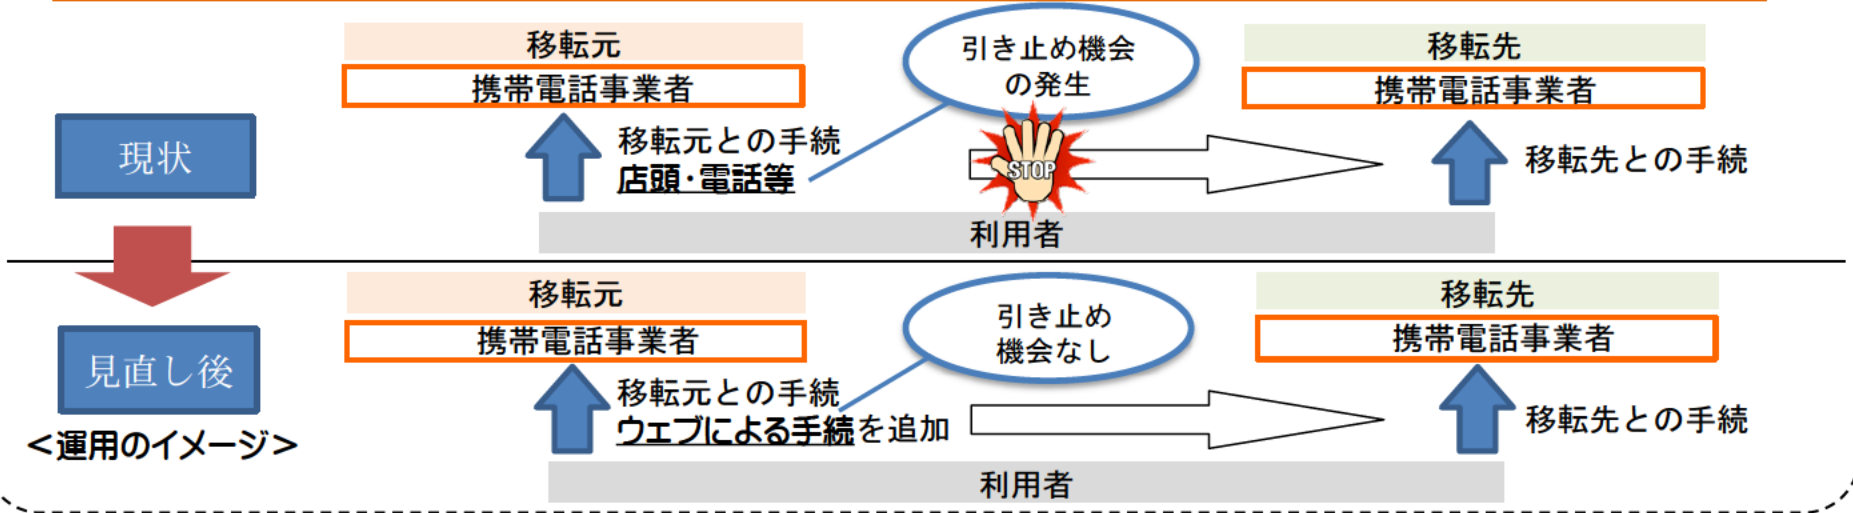 移転元
携帯電話事業者
引き止め機会
の発生
移転先
携帯電話事業者
現状
移転元との手続
店頭・電話等
STOP
移転先との手続
利用者
移転元
携帯電話事業者
引き止め
機会なし
移転先
携帯電話事業者
見直し後
<運用のイメージ>
移転元との手続
ウェブによる手続を追加
移転先との手続
利用者